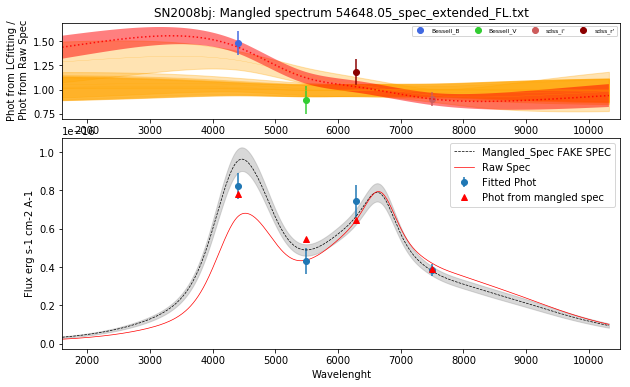 SN2008bj: Mangled spectrum 54648.05_spec_extended_FL.txt
Phot from LCfitting /
Phot from Raw Spec
1.50
1.25
1.00
0.75
Bessell_B
Bessell_V
sdss_i'
sdss_r'
2000 3000 4000 5000 6000 7000 8000 9000 10000
1e−16
Flux erg s-1 cm-2 A-1
1.0
0.8
0.6
0.4
0.2
0.0
Mangled_Spec FAKE SPEC
Raw Spec
Fitted Phot
Phot from mangled spec
2000 3000 4000 5000 6000 7000 8000 9000 10000
Wavelenght